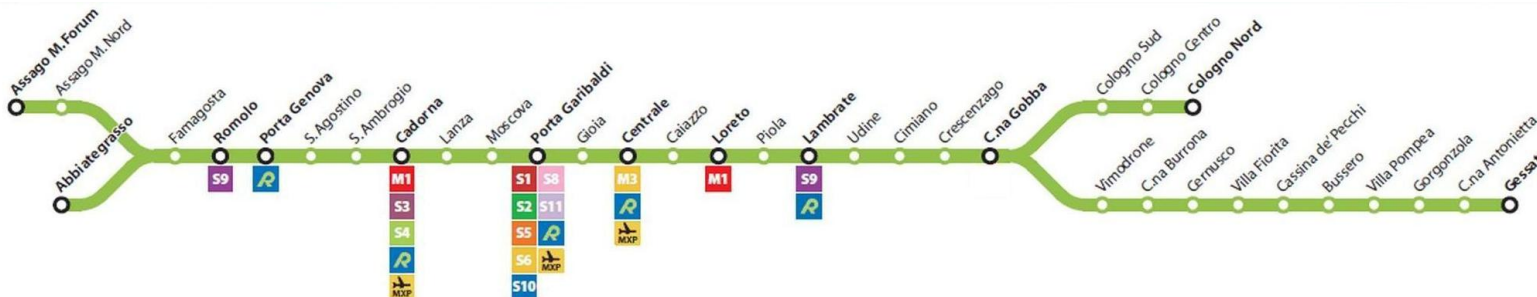 Assago M.Forum
Assago M.Nord
Abbiategrasso
Famagosta
Romolo
Porta Genova
S.Agostino
S.Ambrogio
Cadorna
Lanza
Moscova
Porta Garibaldi
Gioia
Centrale
Caiazzo
Loreto
Piola
Lambrate
Udine
Cimiano
Crescenzago
C.na Gobba
Cologno Sud
Cologno Centro
Cologno Nord
Vimodrone
C.na Burrona
Cernusco
Villa Fiorita
Cassina de' Pecchi
Bussero
Villa Pompea
Gorgonzola
C.na Antonietta
Gessa
S9
R
M1
S3
S4
R
MXP
S1 S8
S2 S11
S5 R
S6 MXP
S10
M3
R
MXP
M1
S9
R